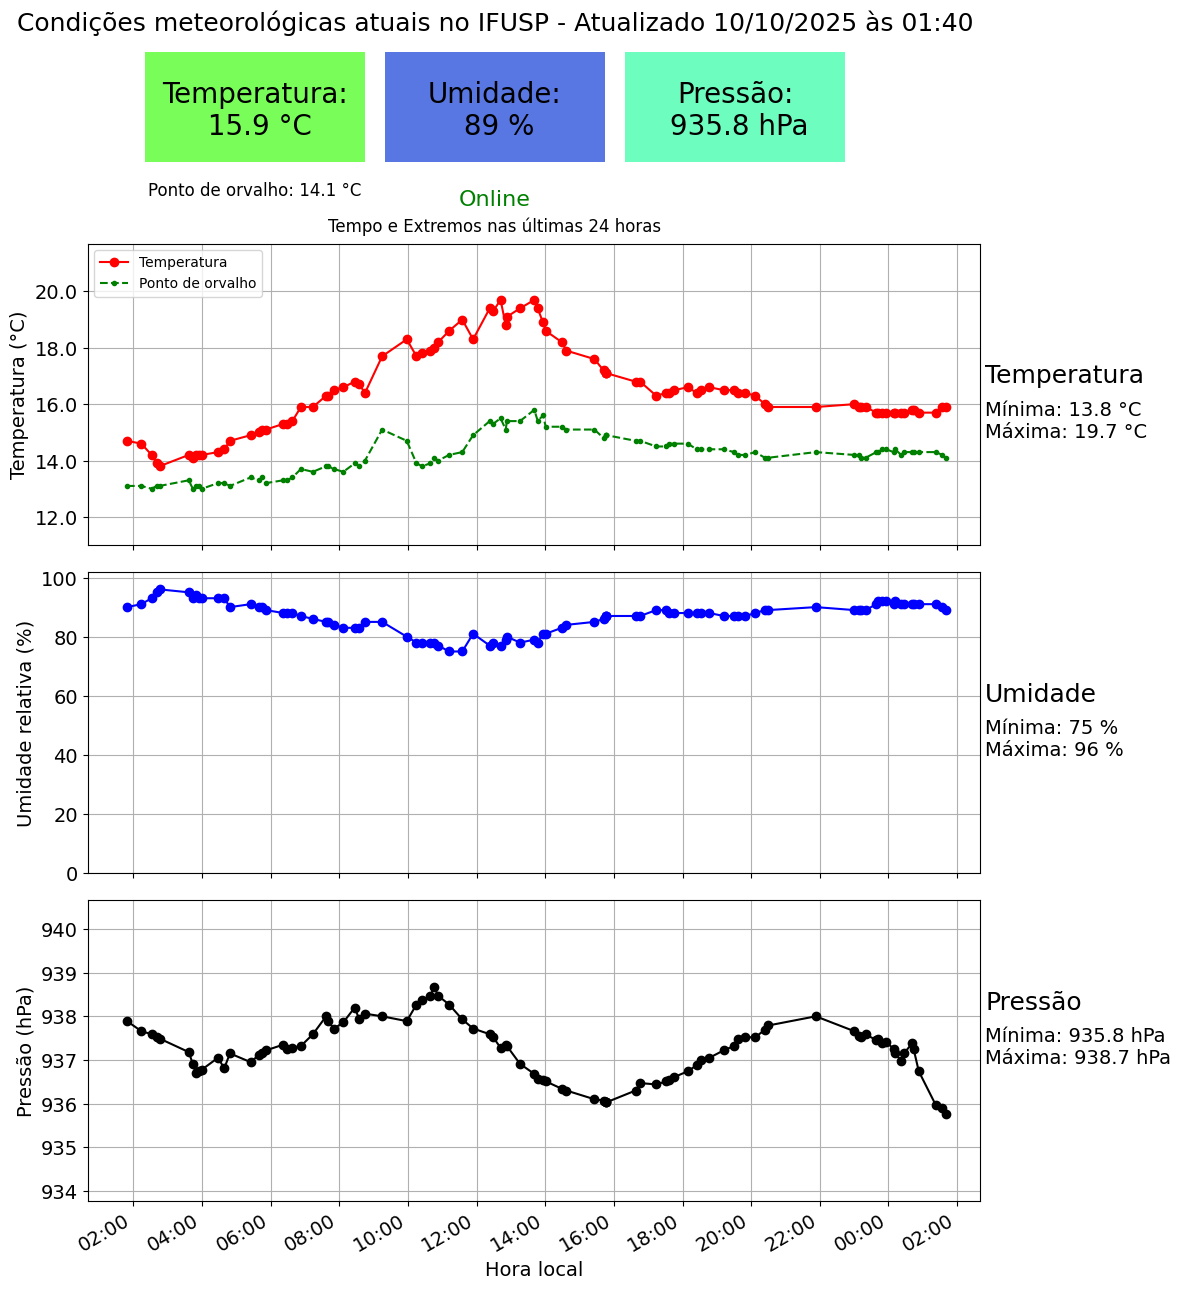 Condições meteorológicas atuais no IFUSP - Atualizado 10/10/2025 às 01:40
Temperatura:
15.9 °C
Umidade:
89 %
Pressão:
935.8 hPa
Ponto de orvalho: 14.1 °C
Online
Tempo e Extremos nas últimas 24 horas
Temperatura
Ponto de orvalho
Temperatura (°C)
20.0
18.0
16.0
14.0
12.0
Temperatura
Mínima: 13.8 °C
Máxima: 19.7 °C
Umidade relativa (%)
100
80
60
40
20
0
Umidade
Mínima: 75 %
Máxima: 96 %
Pressão (hPa)
940
939
938
937
936
935
934
Pressão
Mínima: 935.8 hPa
Máxima: 938.7 hPa
02:00
04:00
06:00
08:00
10:00
12:00
14:00
16:00
18:00
20:00
22:00
00:00
02:00
Hora local